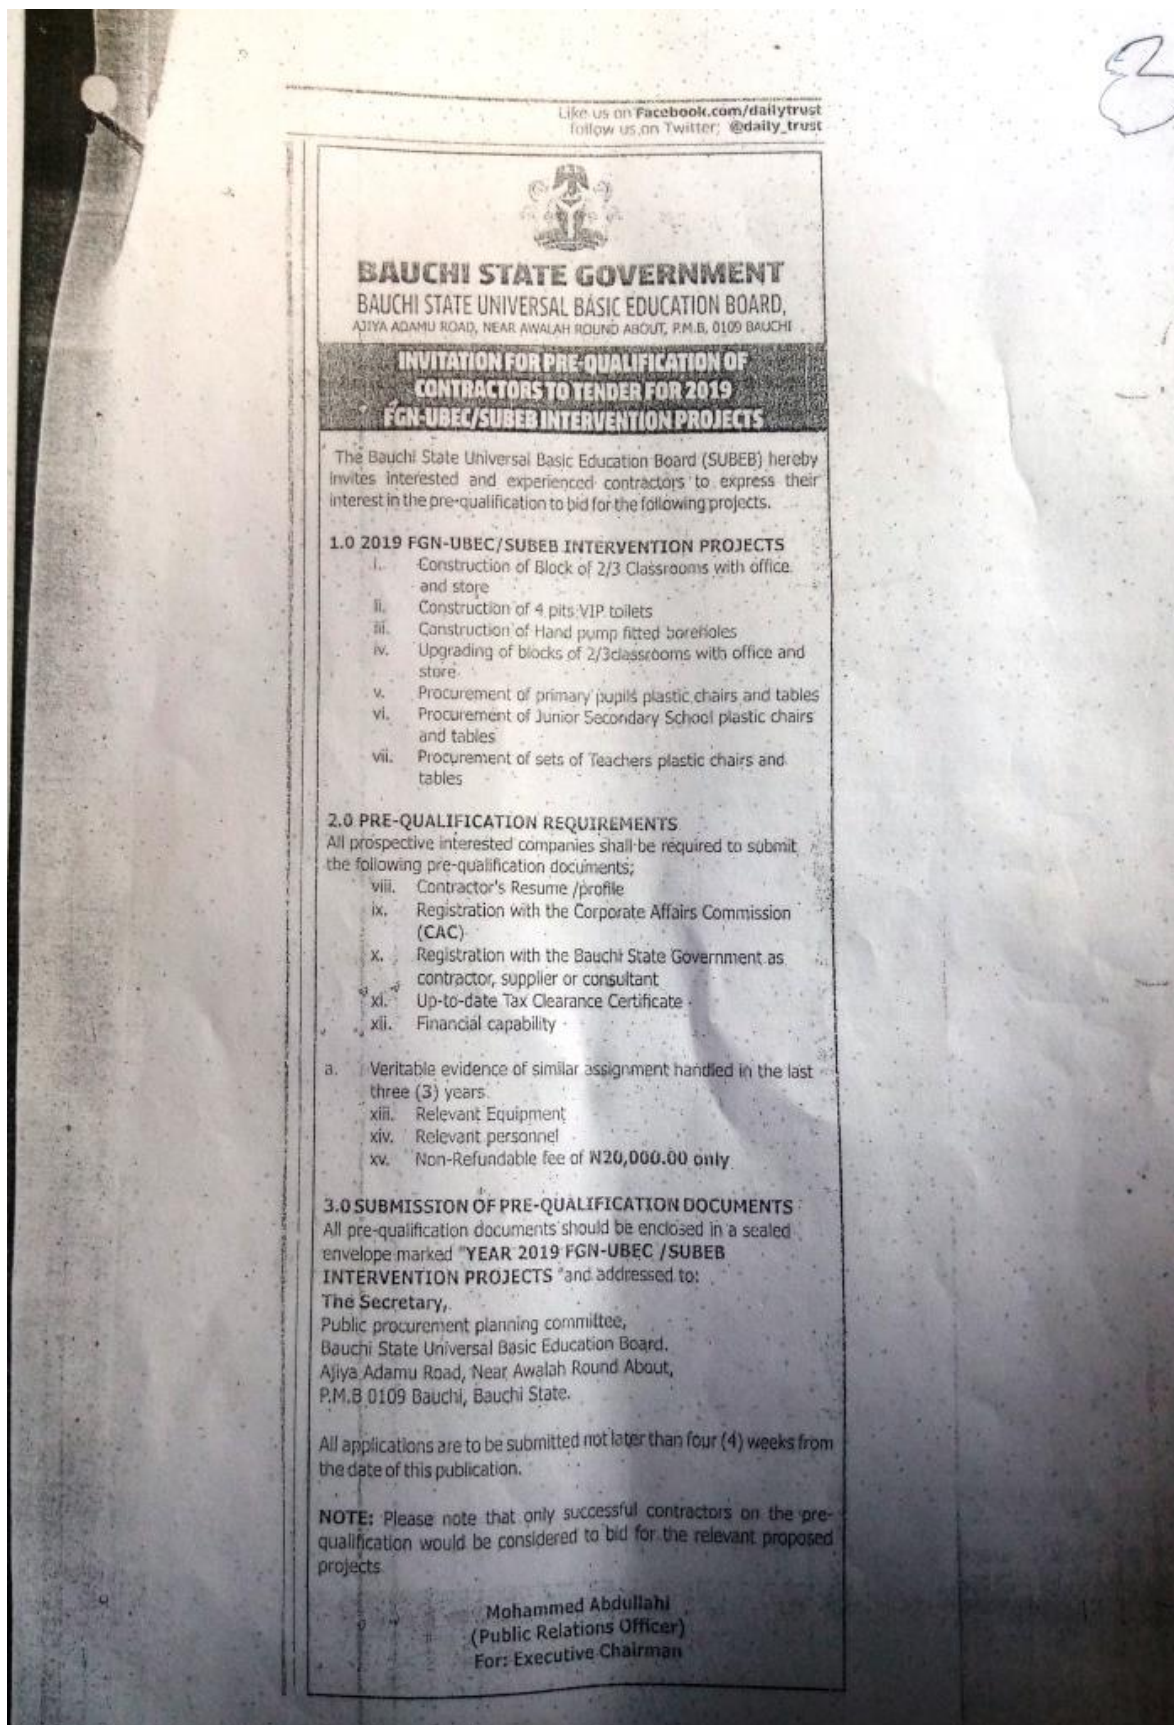 Like us on Facebook.com/dailytrust
follow us on Twitter; @daily_trust
BAUCHI STATE GOVERNMENT
BAUCHI STATE UNIVERSAL BASIC EDUCATION BOARD,
AJIYA ADAMU ROAD, NEAR AWALAH ROUND ABOUT, P.M.B, 0109 BAUCHI
INVITATION FOR PRE-QUALIFICATION OF
CONTRACTORS TO TENDER FOR 2019
FGN-UBEC/SUBEB INTERVENTION PROJECTS
The Bauchi State Universal Basic Education Board (SUBEB) hereby
invites interested and experienced contractors to express their
interest in the pre-qualification to bid for the following projects.
1.0 2019 FGN-UBEC/SUBEB INTERVENTION PROJECTS
i. Construction of Block of 2/3 Classrooms with office
and store
ii. Construction of 4 pits VIP toilets
iii. Construction of Hand pump fitted boreholes
iv. Upgrading of blocks of 2/3classrooms with office and
store
v. Procurement of primary pupils plastic chairs and tables
vi. Procurement of Junior Secondary School plastic chairs
and tables
vii. Procurement of sets of Teachers plastic chairs and
tables
2.0 PRE-QUALIFICATION REQUIREMENTS
All prospective interested companies shall be required to submit
the following pre-qualification documents;
viii. Contractor's Resume /profile
ix. Registration with the Corporate Affairs Commission
(CAC)
x. Registration with the Bauchi State Government as
contractor, supplier or consultant
xi. Up-to-date Tax Clearance Certificate
xii. Financial capability
a. Veritable evidence of similar assignment handled in the last
three (3) years
xiii. Relevant Equipment
xiv. Relevant personnel
xv. Non-Refundable fee of ₦20,000.00 only
3.0 SUBMISSION OF PRE-QUALIFICATION DOCUMENTS
All pre-qualification documents should be enclosed in a sealed
envelope marked "YEAR 2019 FGN-UBEC /SUBEB
INTERVENTION PROJECTS "and addressed to:
The Secretary,
Public procurement planning committee,
Bauchi State Universal Basic Education Board,
Ajiya Adamu Road, Near Awalah Round About,
P.M.B 0109 Bauchi, Bauchi State.
All applications are to be submitted not later than four (4) weeks from
the date of this publication.
NOTE: Please note that only successful contractors on the pre-
qualification would be considered to bid for the relevant proposed
projects
Mohammed Abdullahi
(Public Relations Officer)
For: Executive Chairman